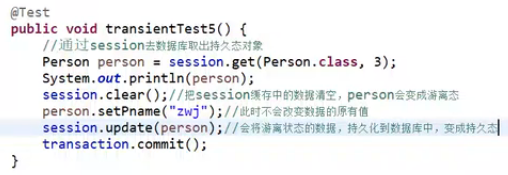 @Test
public void transientTest5() {
//通过session去数据库取出持久态对象
Person person = session.get(Person.class, 3);
System.out.println(person);
session.clear();//把session缓存中的数据清空，person会变成游离态
person.setPname("zwj");//此时不会改变数据的原有值
session.update(person);//会将游离状态的数据，持久化到数据库中，变成持久态
transaction.commit();
}